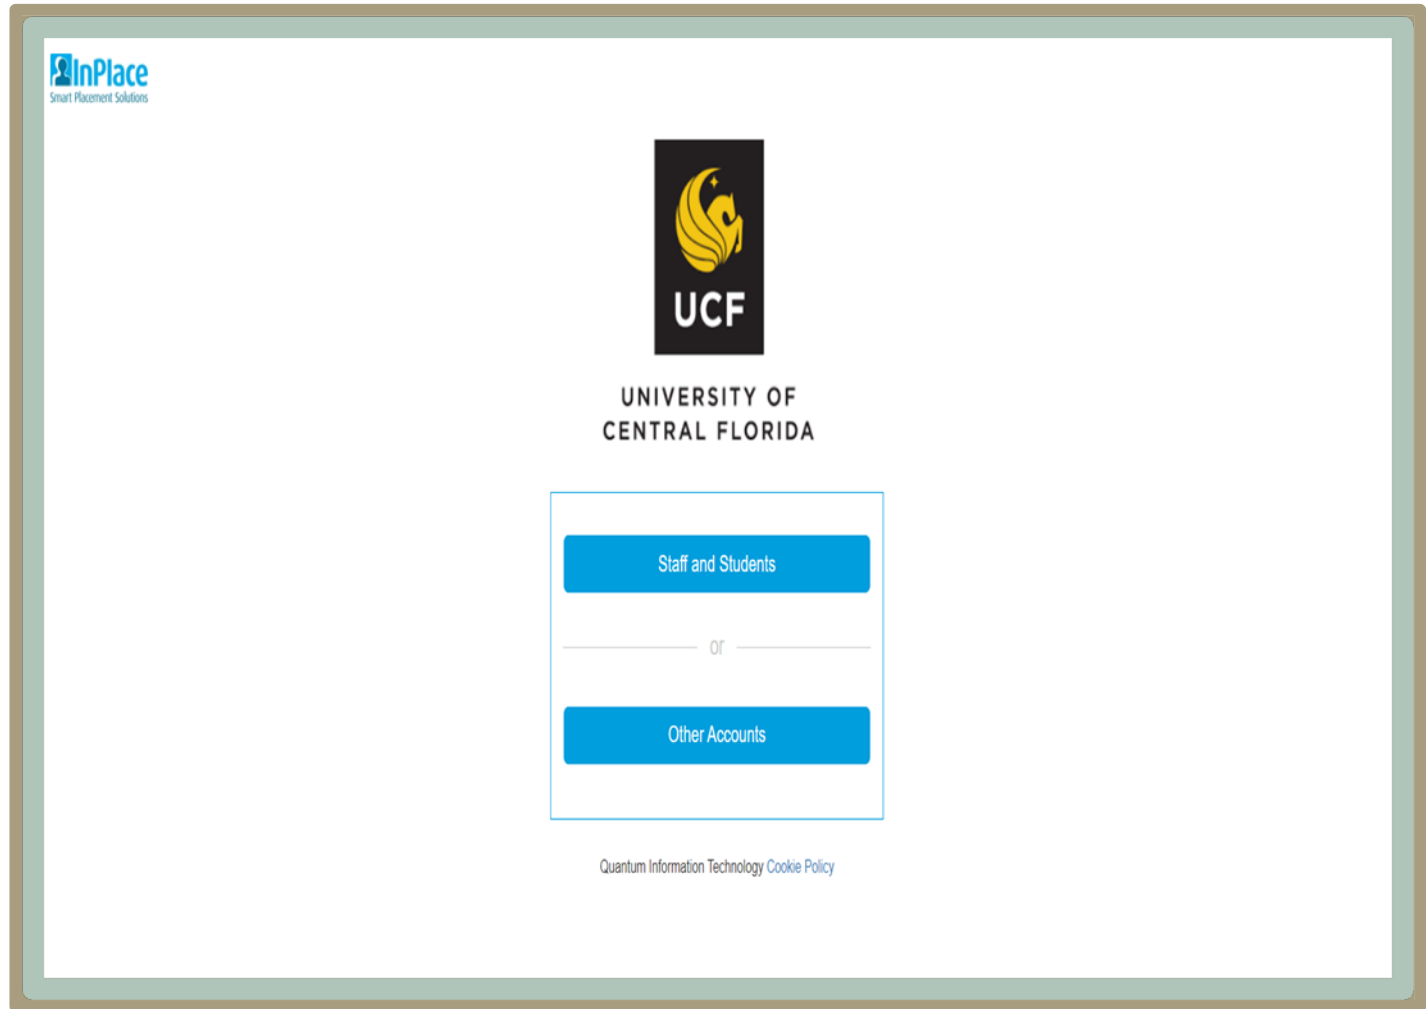 InPlace
Smart Placement Solutions
UCF
UNIVERSITY OF
CENTRAL FLORIDA
Staff and Students
or
Other Accounts
Quantum Information Technology Cookie Policy